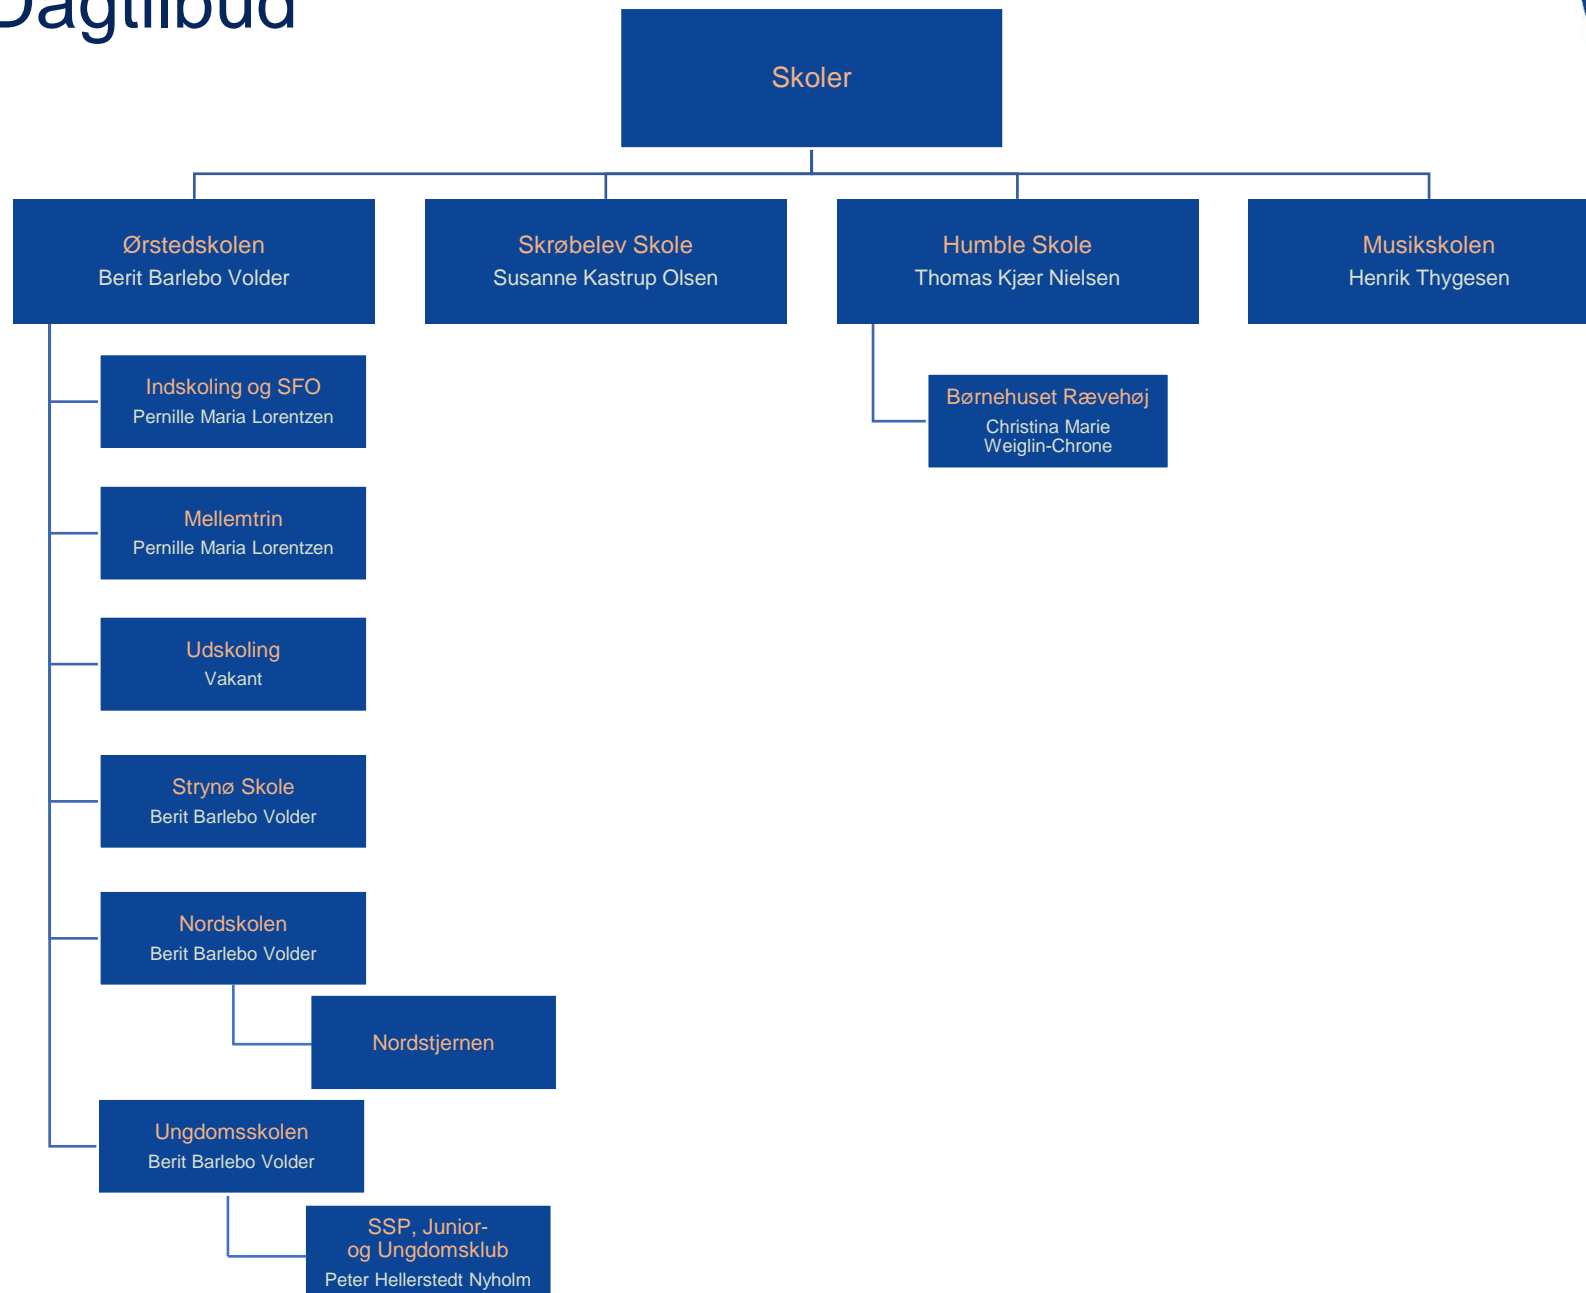 Dagtilbud
Skoler
Ørstedskolen
Berit Barlebo Volder
Skrøbelev Skole
Susanne Kastrup Olsen
Humble Skole
Thomas Kjær Nielsen
Musikskolen
Henrik Thygesen
Indskoling og SFO
Pernille Maria Lorentzen
Børnehuset Rævehøj
Christina Marie
Weiglin-Chrone
Mellemtrin
Pernille Maria Lorentzen
Udskoling
Vakant
Strynø Skole
Berit Barlebo Volder
Nordskolen
Berit Barlebo Volder
Nordstjernen
Ungdomsskolen
Berit Barlebo Volder
SSP, Junior-
og Ungdomsklub
Peter Hellerstedt Nyholm